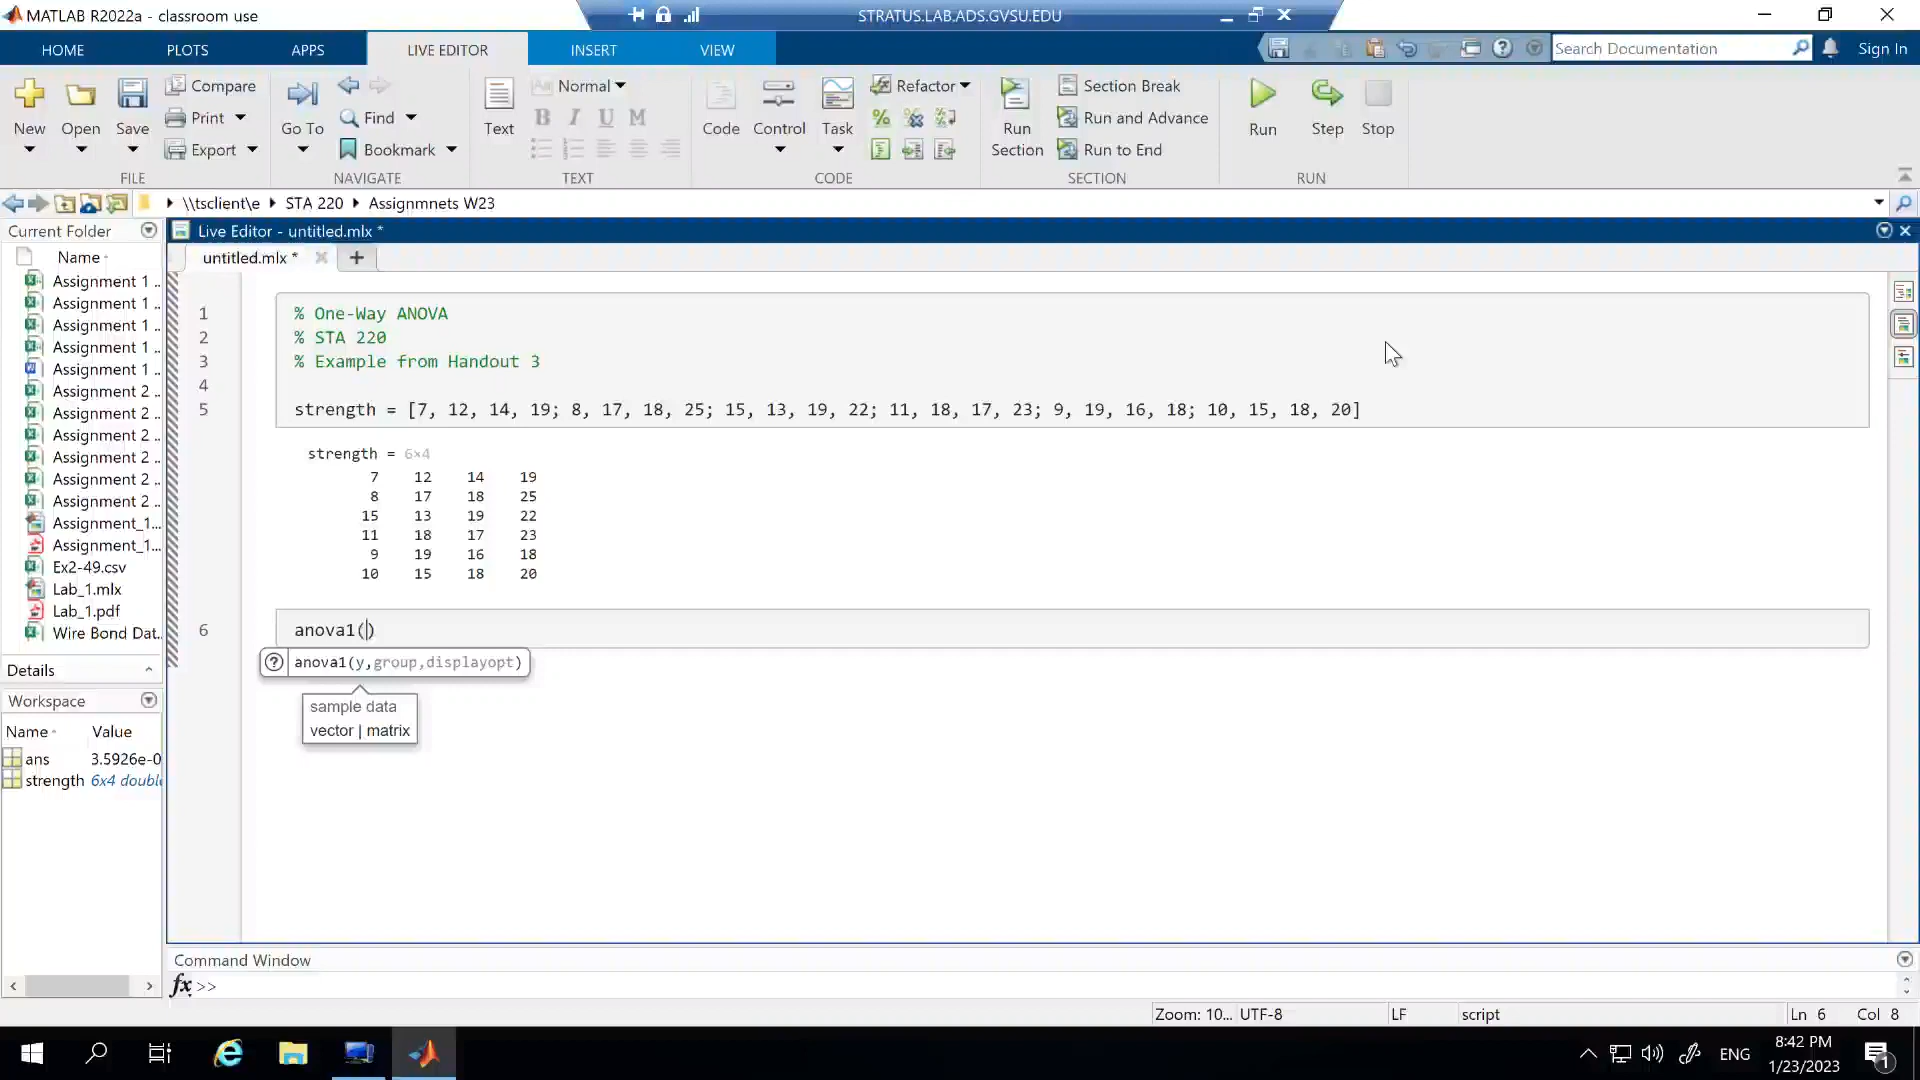 MATLAB R2022a - classroom use
STRATUS.LAB.ADS.GVSU.EDU
HOME PLOTS APPS LIVE EDITOR INSERT VIEW
Search Documentation
Sign In
New Open Save
Compare
Print
Export
FILE
Go To
Find
Bookmark
NAVIGATE
Text
Aa Normal
B I U M
TEXT
Code Control Task
Refactor
CODE
Run Section
Section Break
Run and Advance
Run to End
SECTION
Run Step Stop
RUN
\\tsclient\e STA 220 Assignmnets W23
Current Folder
Name
Assignment 1 ..
Assignment 1 ..
Assignment 1 ..
Assignment 1 ..
Assignment 1 ..
Assignment 2 ..
Assignment 2 ..
Assignment 2 ..
Assignment 2 ..
Assignment 2 ..
Assignment 2 ..
Assignment_1...
Assignment_1...
Ex2-49.csv
Lab_1.mlx
Lab_1.pdf
Wire Bond Dat..
Details
Workspace
Name Value
ans 3.5926e-0
strength 6x4 double
Live Editor - untitled.mlx *
untitled.mlx *
1 % One-Way ANOVA
2 % STA 220
3 % Example from Handout 3
4
5 strength = [7, 12, 14, 19; 8, 17, 18, 25; 15, 13, 19, 22; 11, 18, 17, 23; 9, 19, 16, 18; 10, 15, 18, 20]
strength = 6×4
7 12 14 19
8 17 18 25
15 13 19 22
11 18 17 23
9 19 16 18
10 15 18 20
6 anova1()
anova1(y,group,displayopt)
sample data
vector | matrix
Command Window
fx >>
Zoom: 10... UTF-8 LF script Ln 6 Col 8
ENG
8:42 PM
1/23/2023
1